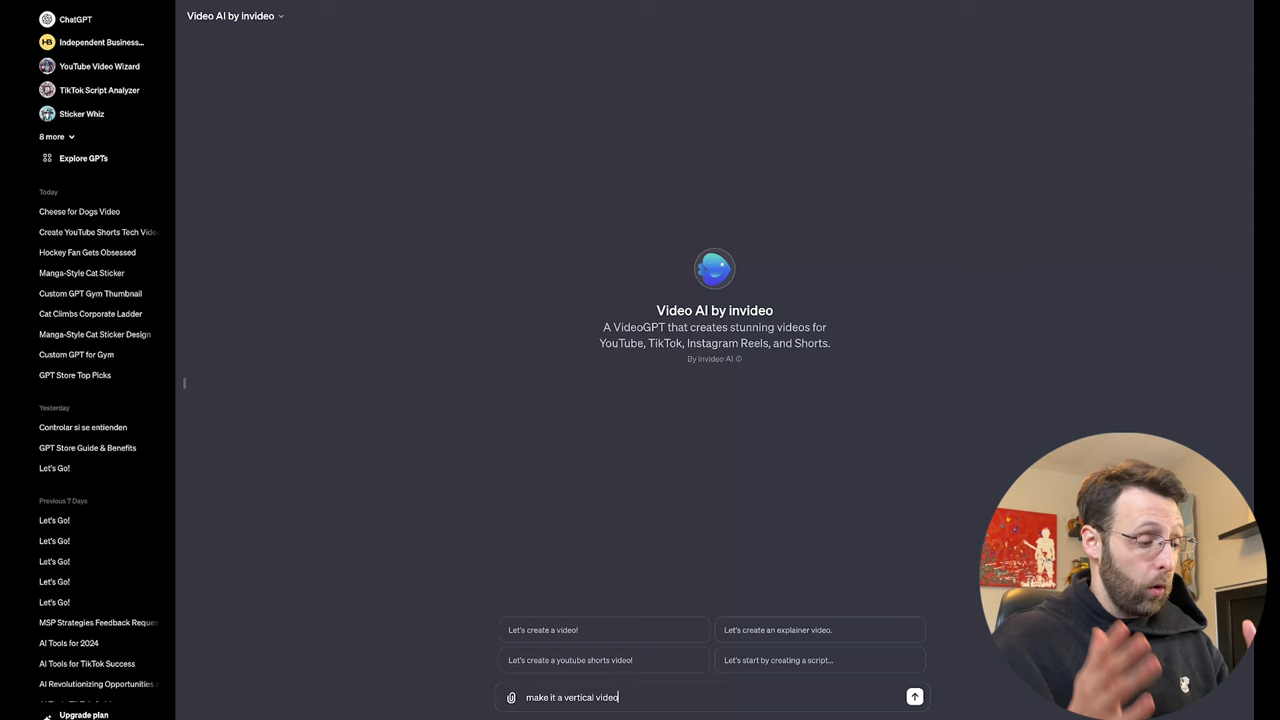 ChatGPT
Independent Business...
YouTube Video Wizard
TikTok Script Analyzer
Sticker Whiz
8 more
Explore GPTs
Today
Cheese for Dogs Video
Create YouTube Shorts Tech Vide
Hockey Fan Gets Obsessed
Manga-Style Cat Sticker
Custom GPT Gym Thumbnail
Cat Climbs Corporate Ladder
Manga-Style Cat Sticker Design
Custom GPT for Gym
GPT Store Top Picks
Yesterday
Controlar si se entienden
GPT Store Guide & Benefits
Let's Go!
Previous 7 Days
Let's Go!
Let's Go!
Let's Go!
Let's Go!
Let's Go!
MSP Strategies Feedback Reque
AI Tools for 2024
AI Tools for TikTok Success
AI Revolutionizing Opportunities
Upgrade plan
Video AI by invideo
Video AI by invideo
A VideoGPT that creates stunning videos for
YouTube, TikTok, Instagram Reels, and Shorts.
By Invideo AI
Let's create a video!
Let's create an explainer video.
Let's create a youtube shorts video!
Let's start by creating a script...
make it a vertical video